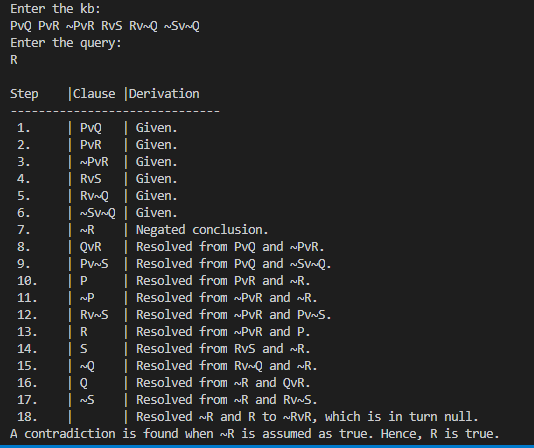 Enter the kb:
PvQ PvR ~PvR RvS Rv~Q ~Sv~Q
Enter the query:
R
Step |Clause |Derivation
------------------------------
1. | PvQ | Given.
2. | PvR | Given.
3. | ~PvR | Given.
4. | RvS | Given.
5. | Rv~Q | Given.
6. | ~Sv~Q | Given.
7. | ~R | Negated conclusion.
8. | QvR | Resolved from PvQ and ~PvR.
9. | Pv~S | Resolved from PvQ and ~Sv~Q.
10. | P | Resolved from PvR and ~R.
11. | ~P | Resolved from ~PvR and ~R.
12. | Rv~S | Resolved from ~PvR and Pv~S.
13. | R | Resolved from ~PvR and P.
14. | S | Resolved from RvS and ~R.
15. | ~Q | Resolved from Rv~Q and ~R.
16. | Q | Resolved from ~R and QvR.
17. | ~S | Resolved from ~R and Rv~S.
18. | | Resolved ~R and R to ~RvR, which is in turn null.
A contradiction is found when ~R is assumed as true. Hence, R is true.